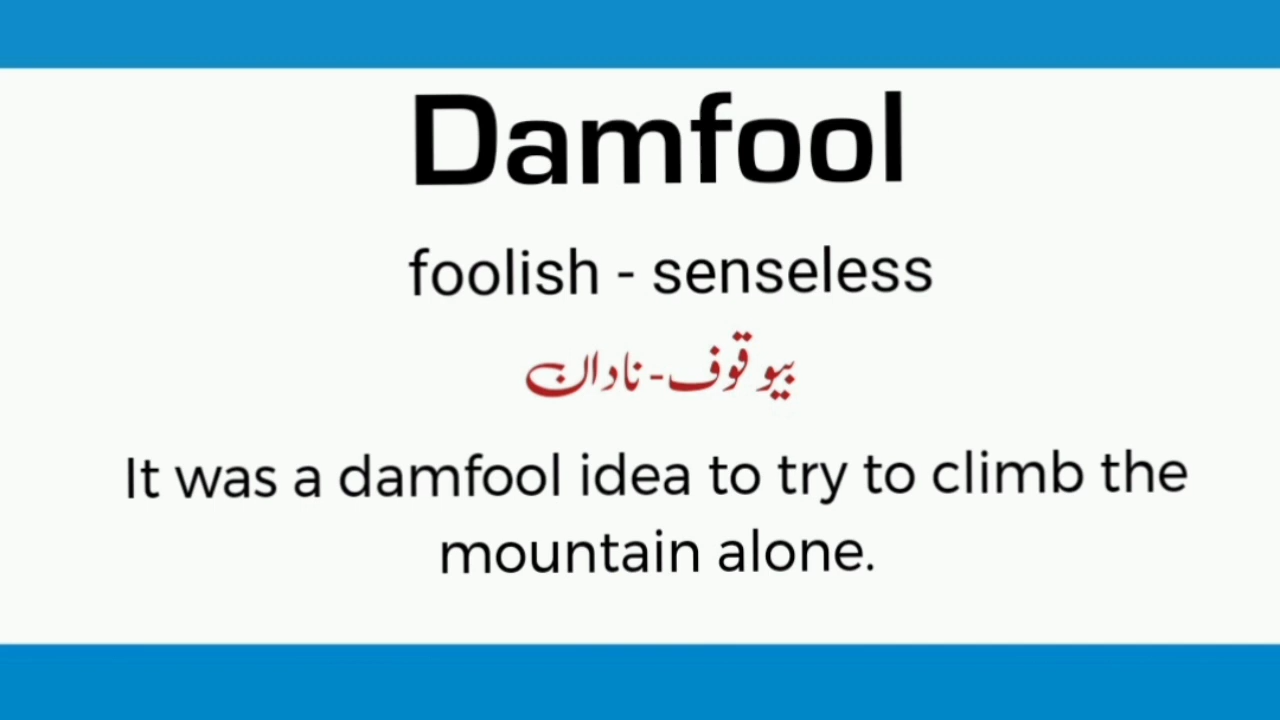 Damfool
foolish - senseless
بیوقوف - نادان
It was a damfool idea to try to climb the
mountain alone.